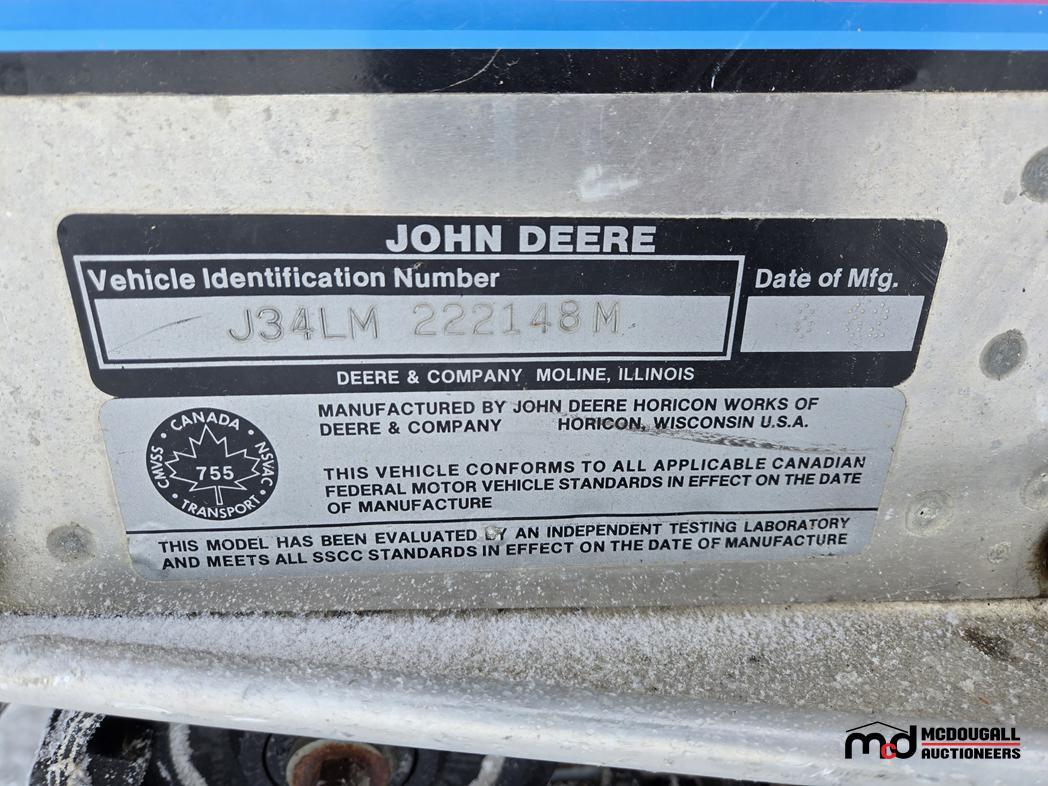 JOHN DEERE
Vehicle Identification Number
Date of Mfg.
J34LM 222148M
DEERE & COMPANY MOLINE, ILLINOIS
CANADA
CMVSS
755
NSVAC
TRANSPORT
MANUFACTURED BY JOHN DEERE HORICON WORKS OF
DEERE & COMPANY HORICON, WISCONSIN U.S.A.
THIS VEHICLE CONFORMS TO ALL APPLICABLE CANADIAN
FEDERAL MOTOR VEHICLE STANDARDS IN EFFECT ON THE DATE
OF MANUFACTURE
THIS MODEL HAS BEEN EVALUATED BY AN INDEPENDENT TESTING LABORATORY
AND MEETS ALL SSCC STANDARDS IN EFFECT ON THE DATE OF MANUFACTURE
mcd MCDOUGALL
AUCTIONEERS